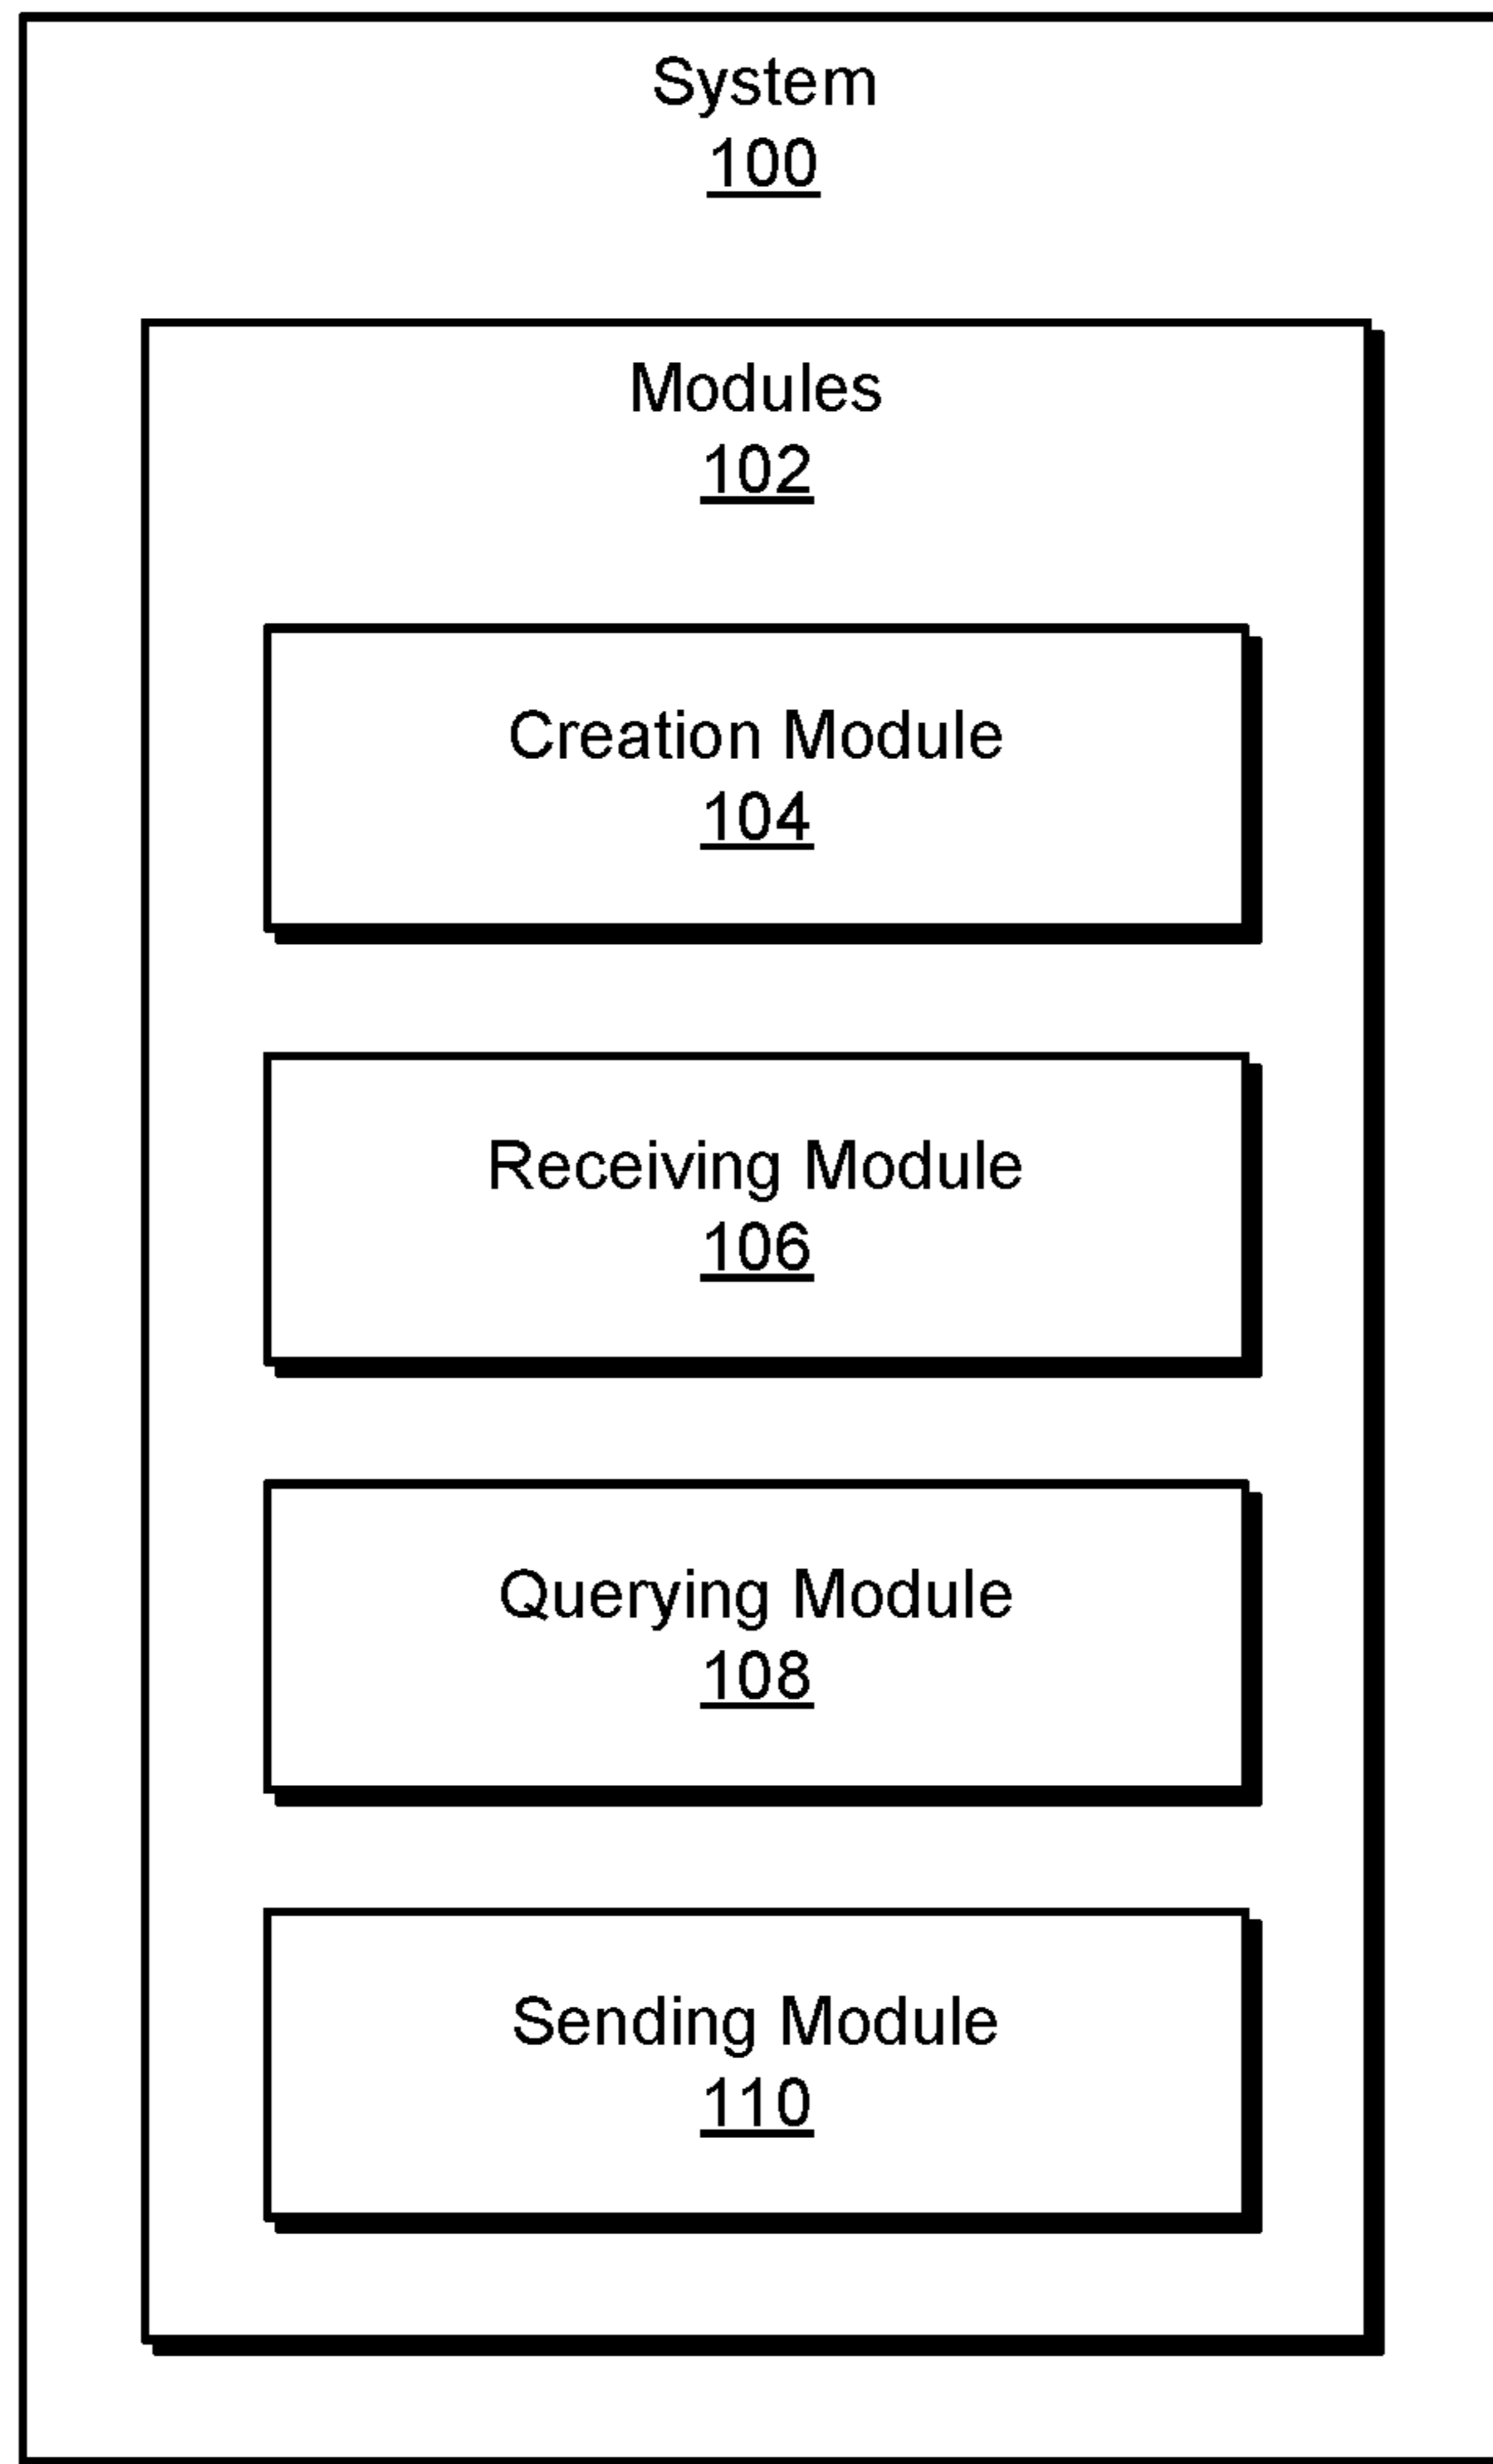 System
100
Modules
102
Creation Module
104
Receiving Module
106
Querying Module
108
Sending Module
110